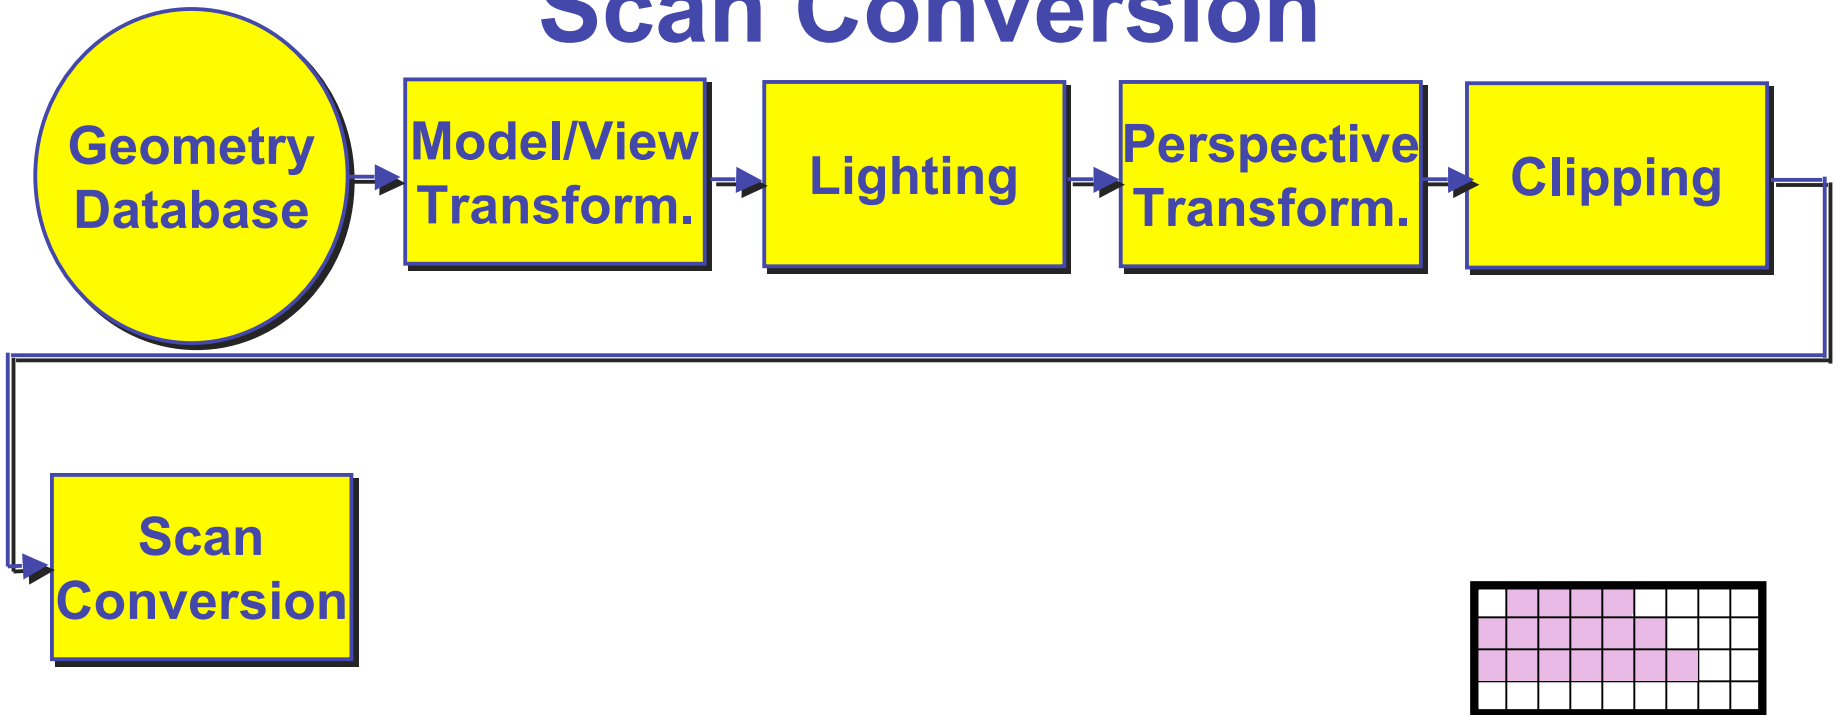 Scan Conversion
Geometry
Database
Model/View
Transform.
Lighting
Perspective
Transform.
Clipping
Scan
Conversion